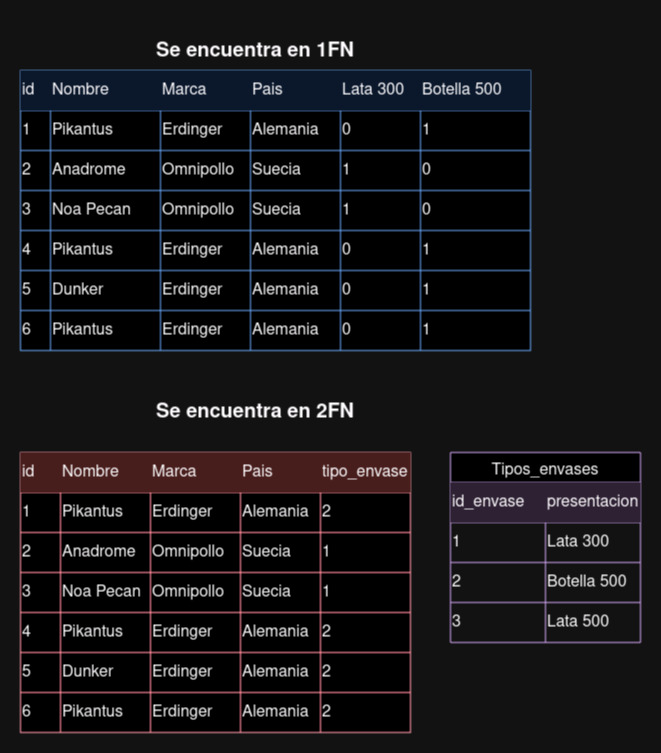 Se encuentra en 1FN
id Nombre Marca Pais Lata 300 Botella 500
1 Pikantus Erdinger Alemania 0 1
2 Anadrome Omnipollo Suecia 1 0
3 Noa Pecan Omnipollo Suecia 1 0
4 Pikantus Erdinger Alemania 0 1
5 Dunker Erdinger Alemania 0 1
6 Pikantus Erdinger Alemania 0 1
Se encuentra en 2FN
id Nombre Marca Pais tipo_envase
1 Pikantus Erdinger Alemania 2
2 Anadrome Omnipollo Suecia 1
3 Noa Pecan Omnipollo Suecia 1
4 Pikantus Erdinger Alemania 2
5 Dunker Erdinger Alemania 2
6 Pikantus Erdinger Alemania 2
Tipos_envases
id_envase presentacion
1 Lata 300
2 Botella 500
3 Lata 500